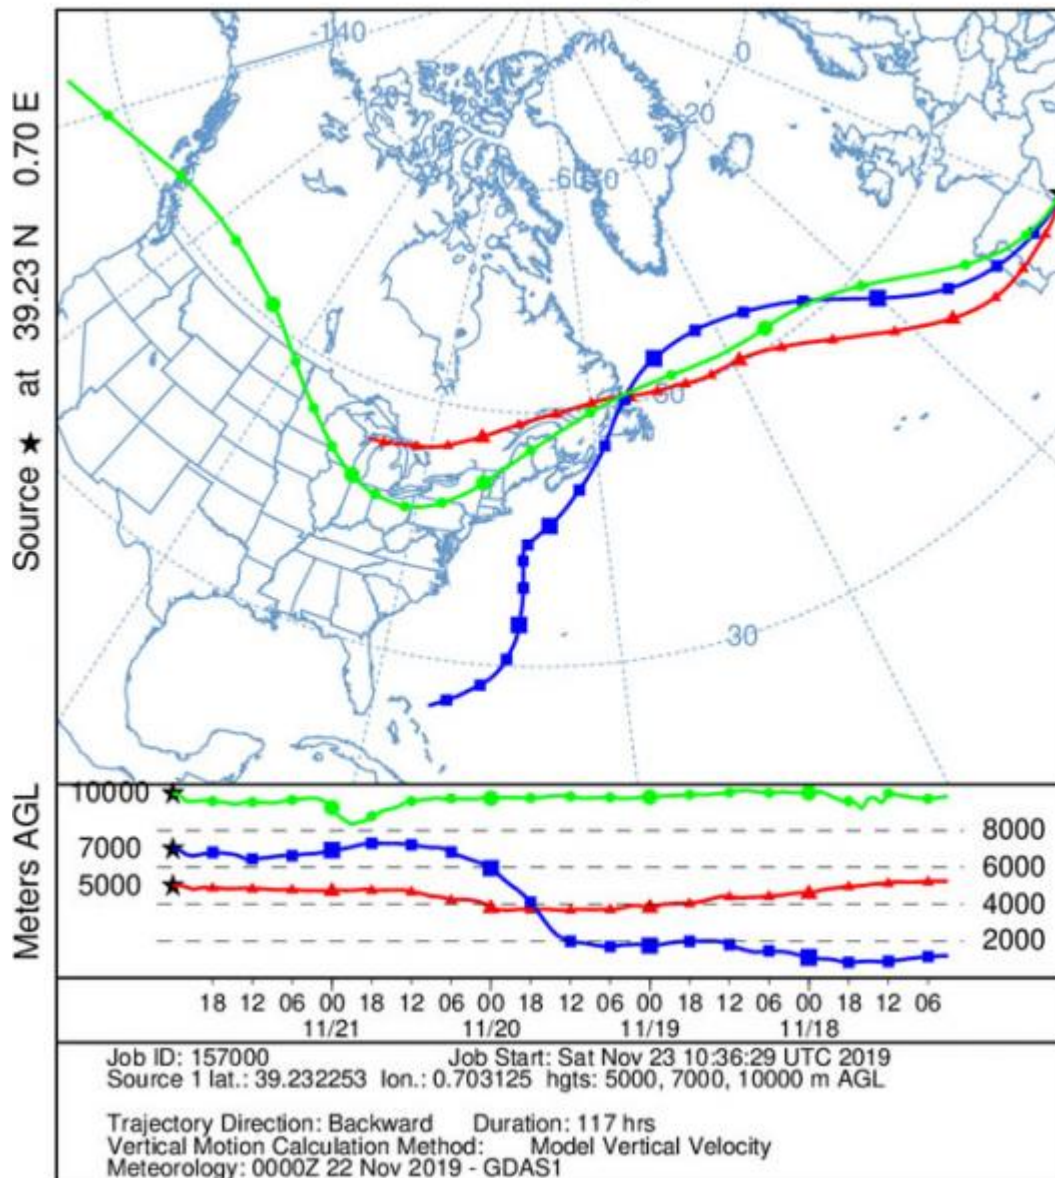 Source ★ at 39.23 N 0.70 E
-140
0
-20
-40
-60
70
50
30
Meters AGL
10000
7000
5000
8000
6000
4000
2000
18 12 06 00 18 12 06 00 18 12 06 00 18 12 06 00 18 12 06
11/21 11/20 11/19 11/18
Job ID: 157000 Job Start: Sat Nov 23 10:36:29 UTC 2019
Source 1 lat.: 39.232253 lon.: 0.703125 hgts: 5000, 7000, 10000 m AGL
Trajectory Direction: Backward Duration: 117 hrs
Vertical Motion Calculation Method: Model Vertical Velocity
Meteorology: 0000Z 22 Nov 2019 - GDAS1